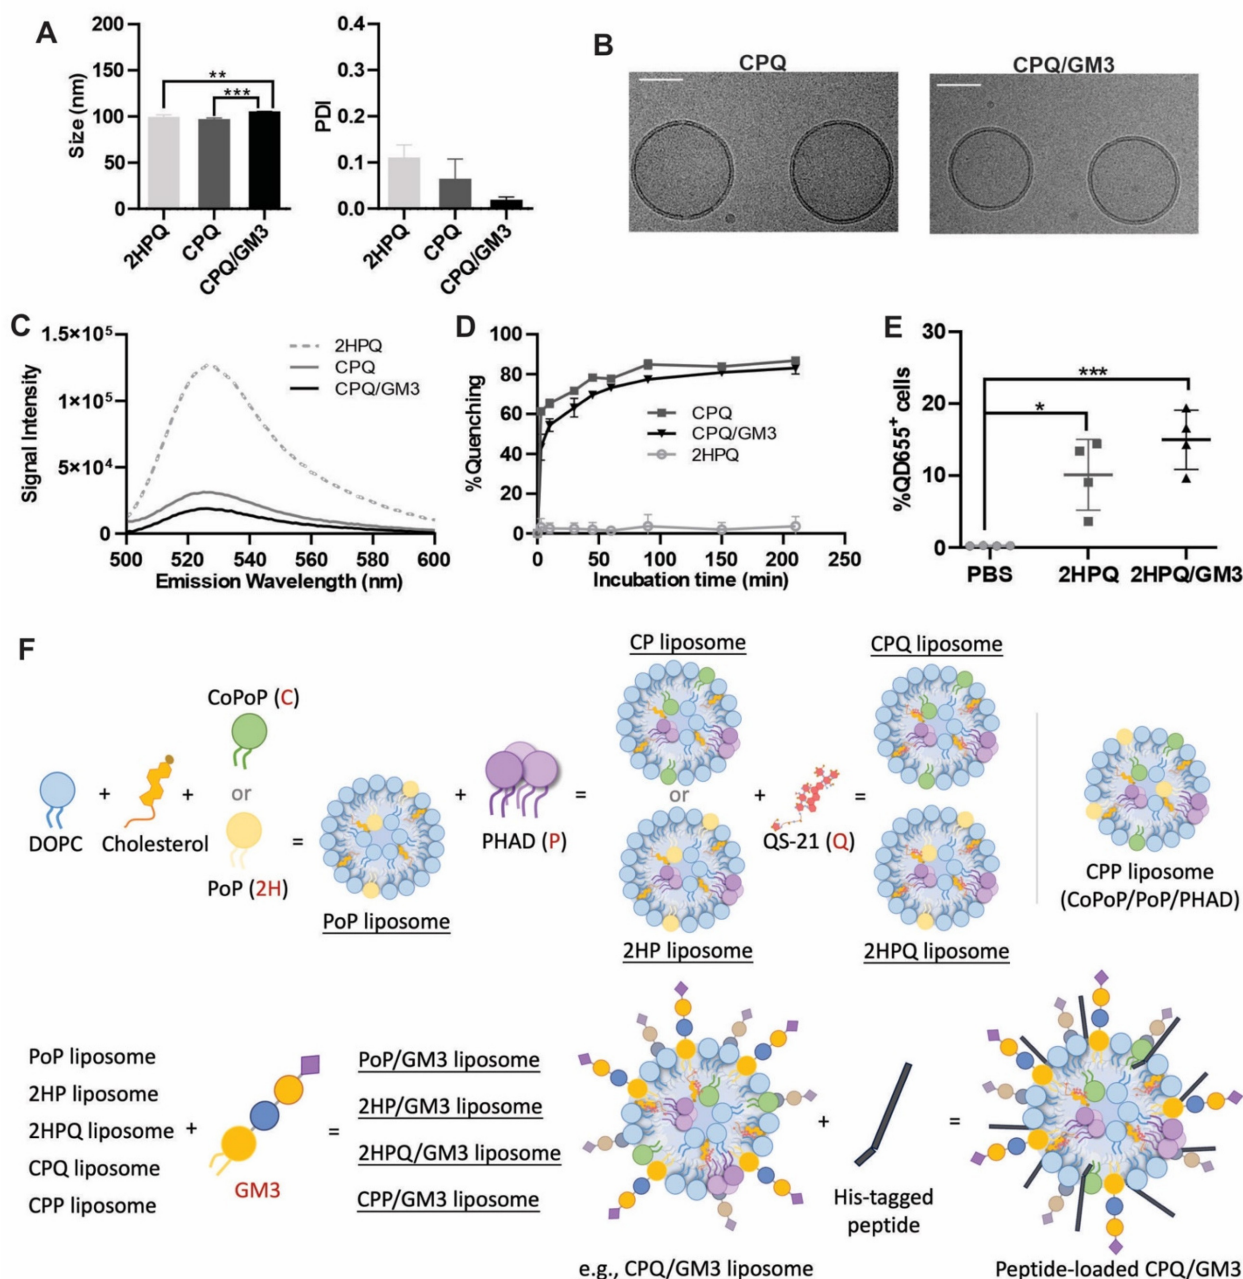 A
Size (nm)
200
150
100
50
0
**
***
2HPQ
CPQ
CPQ/GM3
PDI
0.4
0.3
0.2
0.1
0.0
2HPQ
CPQ
CPQ/GM3
B
CPQ
CPQ/GM3
C
Signal Intensity
1.5×10⁵
1×10⁵
5×10⁴
0
500 520 540 560 580 600
Emission Wavelength (nm)
2HPQ
CPQ
CPQ/GM3
D
%Quenching
100
80
60
40
20
0
0 50 100 150 200 250
Incubation time (min)
CPQ
CPQ/GM3
2HPQ
E
%QD655⁺ cells
30
20
10
0
***
*
PBS 2HPQ 2HPQ/GM3
F
DOPC
+
Cholesterol
+
CoPoP (C)
or
PoP (2H)
=
PoP liposome
+
PHAD (P)
=
CP liposome
or
2HP liposome
+
QS-21 (Q)
=
CPQ liposome
2HPQ liposome
CPP liposome
(CoPoP/PoP/PHAD)
PoP liposome
2HP liposome
2HPQ liposome
CPQ liposome
CPP liposome
+
GM3
=
PoP/GM3 liposome
2HP/GM3 liposome
2HPQ/GM3 liposome
CPP/GM3 liposome
e.g., CPQ/GM3 liposome
+
His-tagged
peptide
=
Peptide-loaded CPQ/GM3